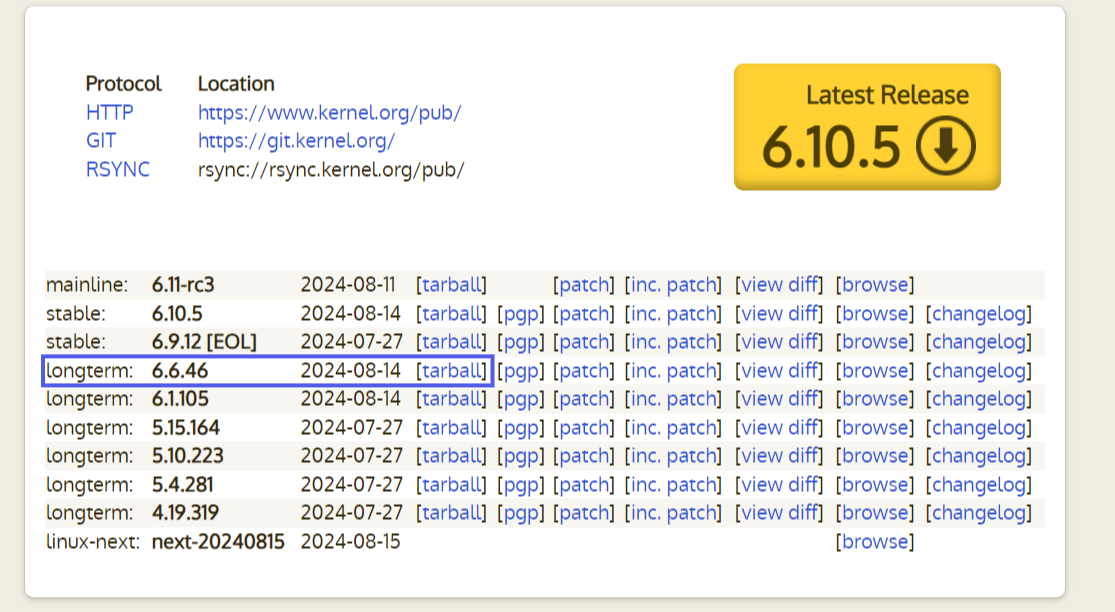 Protocol Location
HTTP https://www.kernel.org/pub/
GIT https://git.kernel.org/
RSYNC rsync://rsync.kernel.org/pub/
Latest Release
6.10.5
mainline: 6.11-rc3 2024-08-11 [tarball] [patch] [inc. patch] [view diff] [browse]
stable: 6.10.5 2024-08-14 [tarball] [pgp] [patch] [inc. patch] [view diff] [browse] [changelog]
stable: 6.9.12 [EOL] 2024-07-27 [tarball] [pgp] [patch] [inc. patch] [view diff] [browse] [changelog]
longterm: 6.6.46 2024-08-14 [tarball] [pgp] [patch] [inc. patch] [view diff] [browse] [changelog]
longterm: 6.1.105 2024-08-14 [tarball] [pgp] [patch] [inc. patch] [view diff] [browse] [changelog]
longterm: 5.15.164 2024-07-27 [tarball] [pgp] [patch] [inc. patch] [view diff] [browse] [changelog]
longterm: 5.10.223 2024-07-27 [tarball] [pgp] [patch] [inc. patch] [view diff] [browse] [changelog]
longterm: 5.4.281 2024-07-27 [tarball] [pgp] [patch] [inc. patch] [view diff] [browse] [changelog]
longterm: 4.19.319 2024-07-27 [tarball] [pgp] [patch] [inc. patch] [view diff] [browse] [changelog]
linux-next: next-20240815 2024-08-15 [browse]